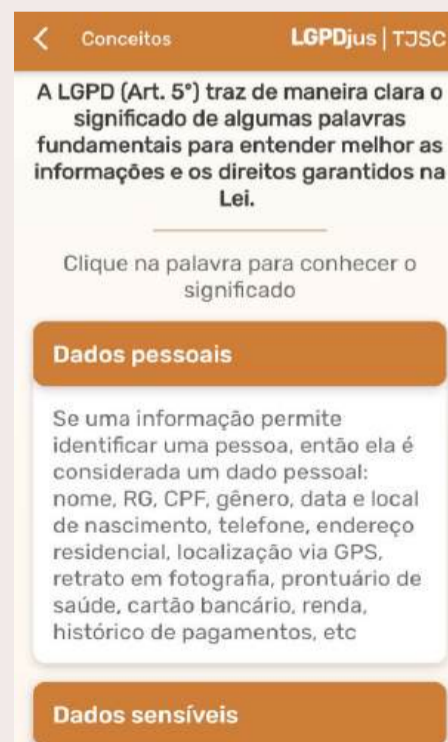 Conceitos LGPDjus | TJSC
A LGPD (Art. 5°) traz de maneira clara o
significado de algumas palavras
fundamentais para entender melhor as
informações e os direitos garantidos na
Lei.
Clique na palavra para conhecer o
significado
Dados pessoais
Se uma informação permite
identificar uma pessoa, então ela é
considerada um dado pessoal:
nome, RG, CPF, gênero, data e local
de nascimento, telefone, endereço
residencial, localização via GPS,
retrato em fotografia, prontuário de
saúde, cartão bancário, renda,
histórico de pagamentos, etc
Dados sensíveis